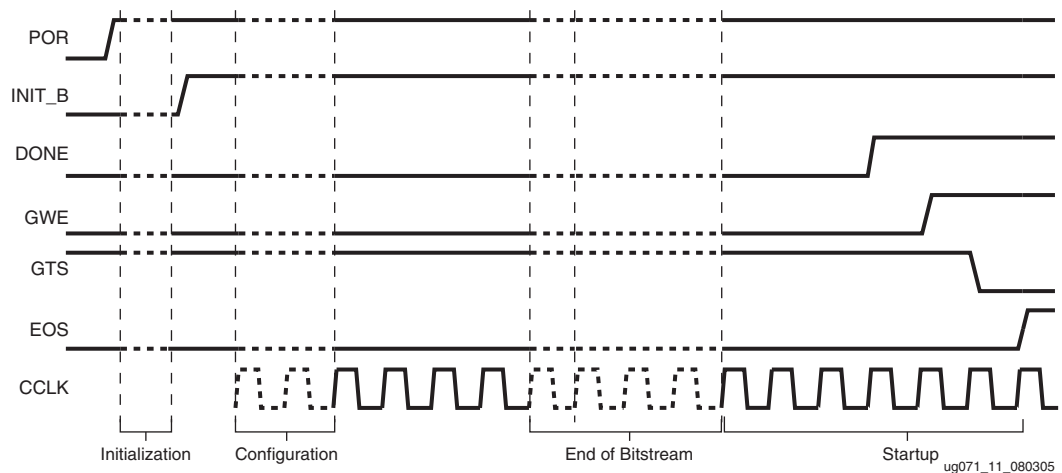 POR
INIT_B
DONE
GWE
GTS
EOS
CCLK
Initialization Configuration End of Bitstream Startup
ug071_11_080305